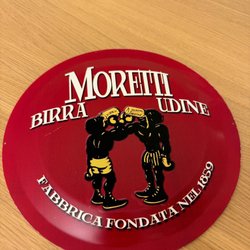 MORETTI
BIRRA UDINE
FABBRICA FONDATA NEL 1859